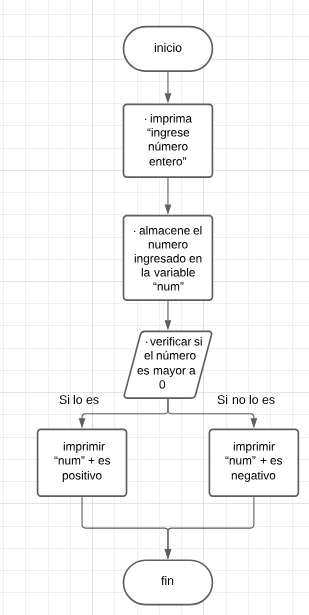 inicio
· imprima
“ingrese
número
entero”
· almacene el
numero
ingresado en
la variable
“num”
· verificar si
el número
es mayor a
0
Si lo es
Si no lo es
imprimir
“num” + es
positivo
imprimir
“num” + es
negativo
fin